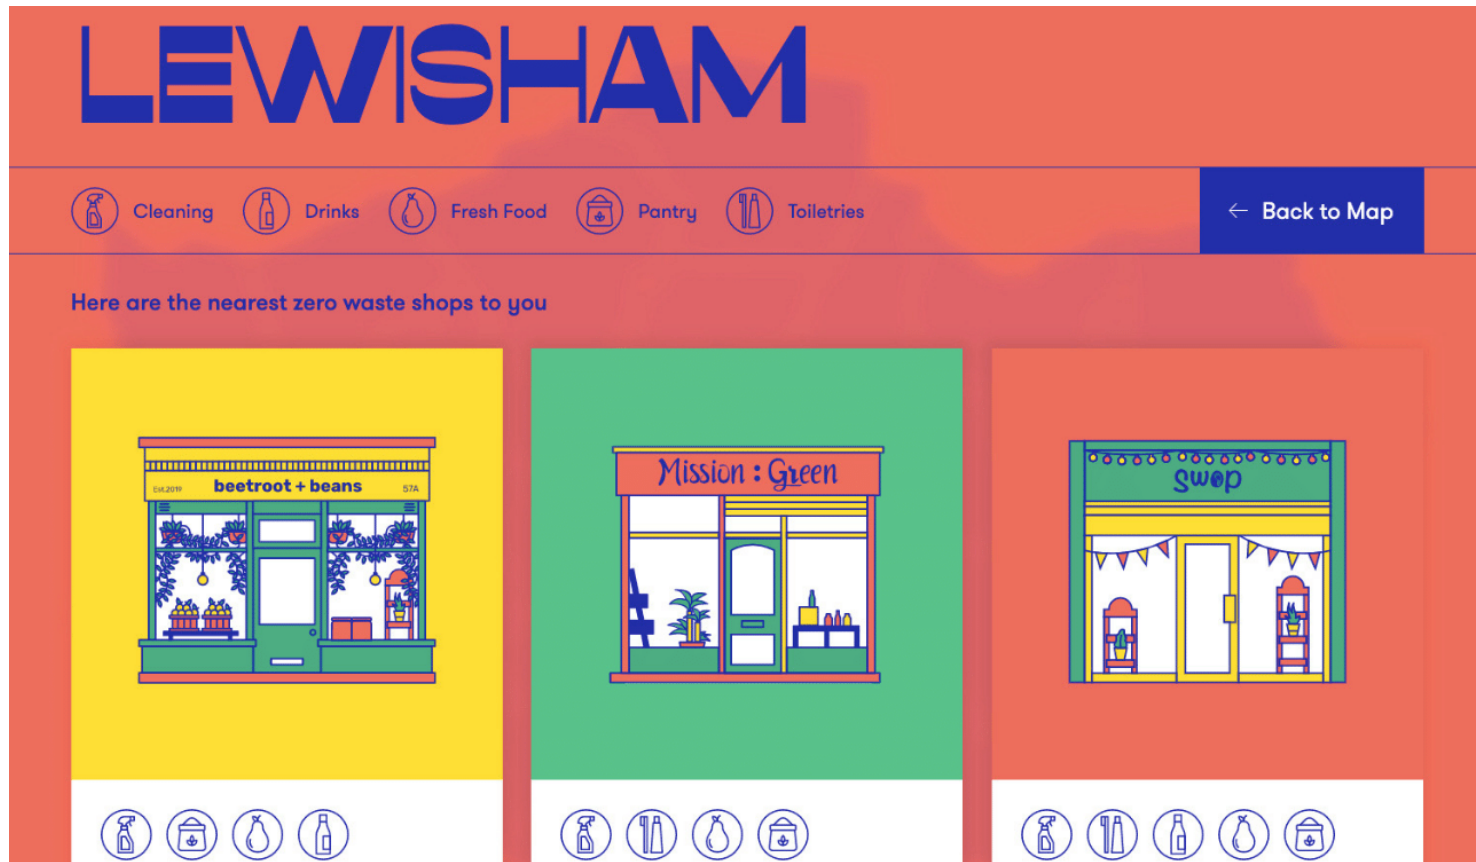 LEWISHAM
Cleaning Drinks Fresh Food Pantry Toiletries
← Back to Map
Here are the nearest zero waste shops to you
Est.2019 beetroot + beans 57A
Mission : Green
Swop